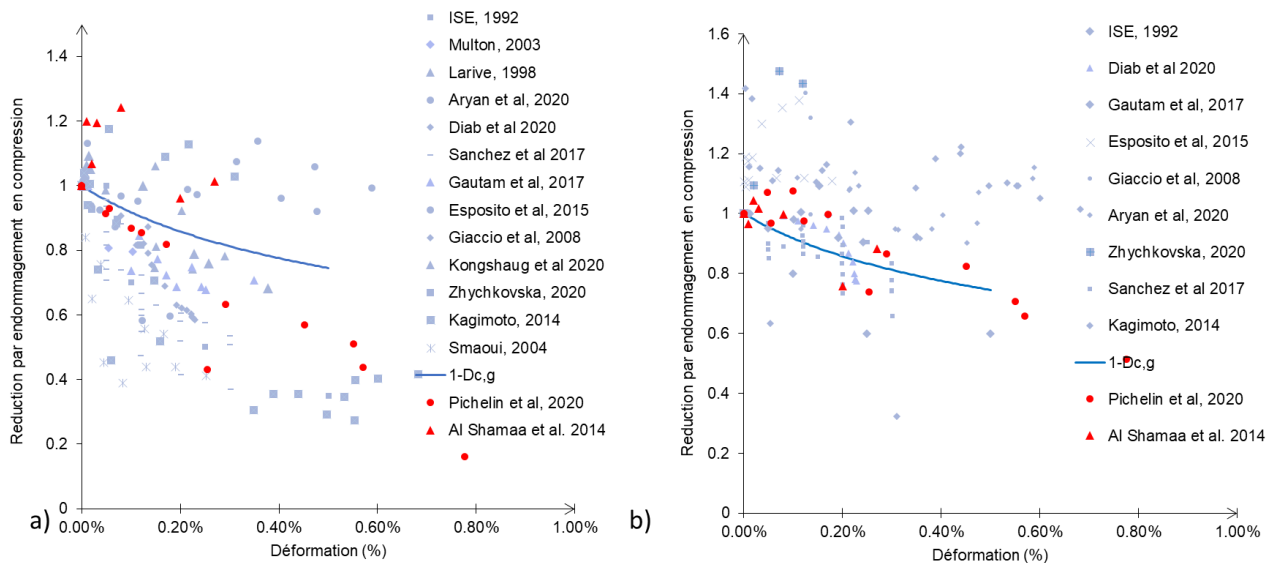 Reduction par endommagement en compression
1.4
1.2
1
0.8
0.6
0.4
0.2
0
0.00%
0.20%
0.40%
0.60%
0.80%
1.00%
Déformation (%)
a)
ISE, 1992
Multon, 2003
Larive, 1998
Aryan et al, 2020
Diab et al 2020
Sanchez et al 2017
Gautam et al, 2017
Esposito et al, 2015
Giaccio et al, 2008
Kongshaug et al 2020
Zhychkovska, 2020
Kagimoto, 2014
Smaoui, 2004
1-Dc,g
Pichelin et al, 2020
Al Shamaa et al. 2014
Reduction par endommagement en compression
1.6
1.4
1.2
1
0.8
0.6
0.4
0.2
0
0.00%
0.20%
0.40%
0.60%
0.80%
1.00%
Déformation (%)
b)
ISE, 1992
Diab et al 2020
Gautam et al, 2017
Esposito et al, 2015
Giaccio et al, 2008
Aryan et al, 2020
Zhychkovska, 2020
Sanchez et al 2017
Kagimoto, 2014
1-Dc,g
Pichelin et al, 2020
Al Shamaa et al. 2014